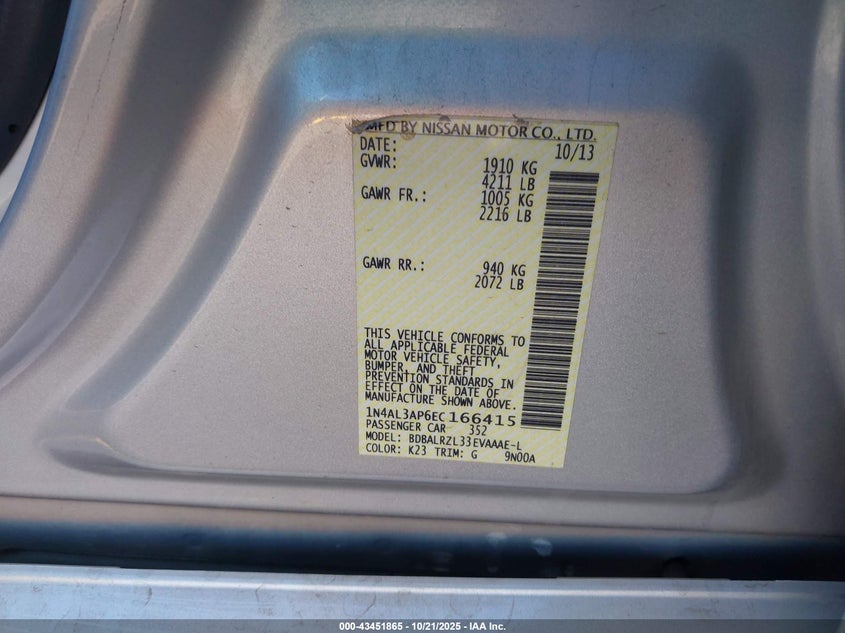 MFD BY NISSAN MOTOR CO., LTD.
DATE: 10/13
GVWR: 1910 KG
4211 LB
GAWR FR.: 1005 KG
2216 LB
GAWR RR.: 940 KG
2072 LB
THIS VEHICLE CONFORMS TO
ALL APPLICABLE FEDERAL
MOTOR VEHICLE SAFETY,
BUMPER, AND THEFT
PREVENTION STANDARDS IN
EFFECT ON THE DATE OF
MANUFACTURE SHOWN ABOVE.
1N4AL3AP6EC166415
PASSENGER CAR 352
MODEL: BDBALRZL33EVAAAE-L
COLOR: K23 TRIM: G 9N00A
000-43451865 - 10/21/2025 - IAA Inc.